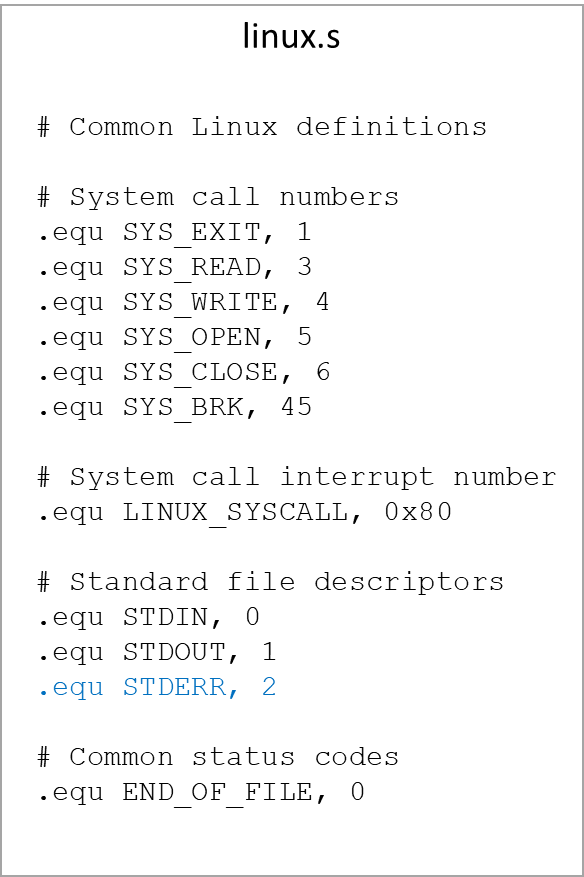 linux.s
# Common Linux definitions
# System call numbers
.equ SYS_EXIT, 1
.equ SYS_READ, 3
.equ SYS_WRITE, 4
.equ SYS_OPEN, 5
.equ SYS_CLOSE, 6
.equ SYS_BRK, 45
# System call interrupt number
.equ LINUX_SYSCALL, 0x80
# Standard file descriptors
.equ STDIN, 0
.equ STDOUT, 1
.equ STDERR, 2
# Common status codes
.equ END_OF_FILE, 0